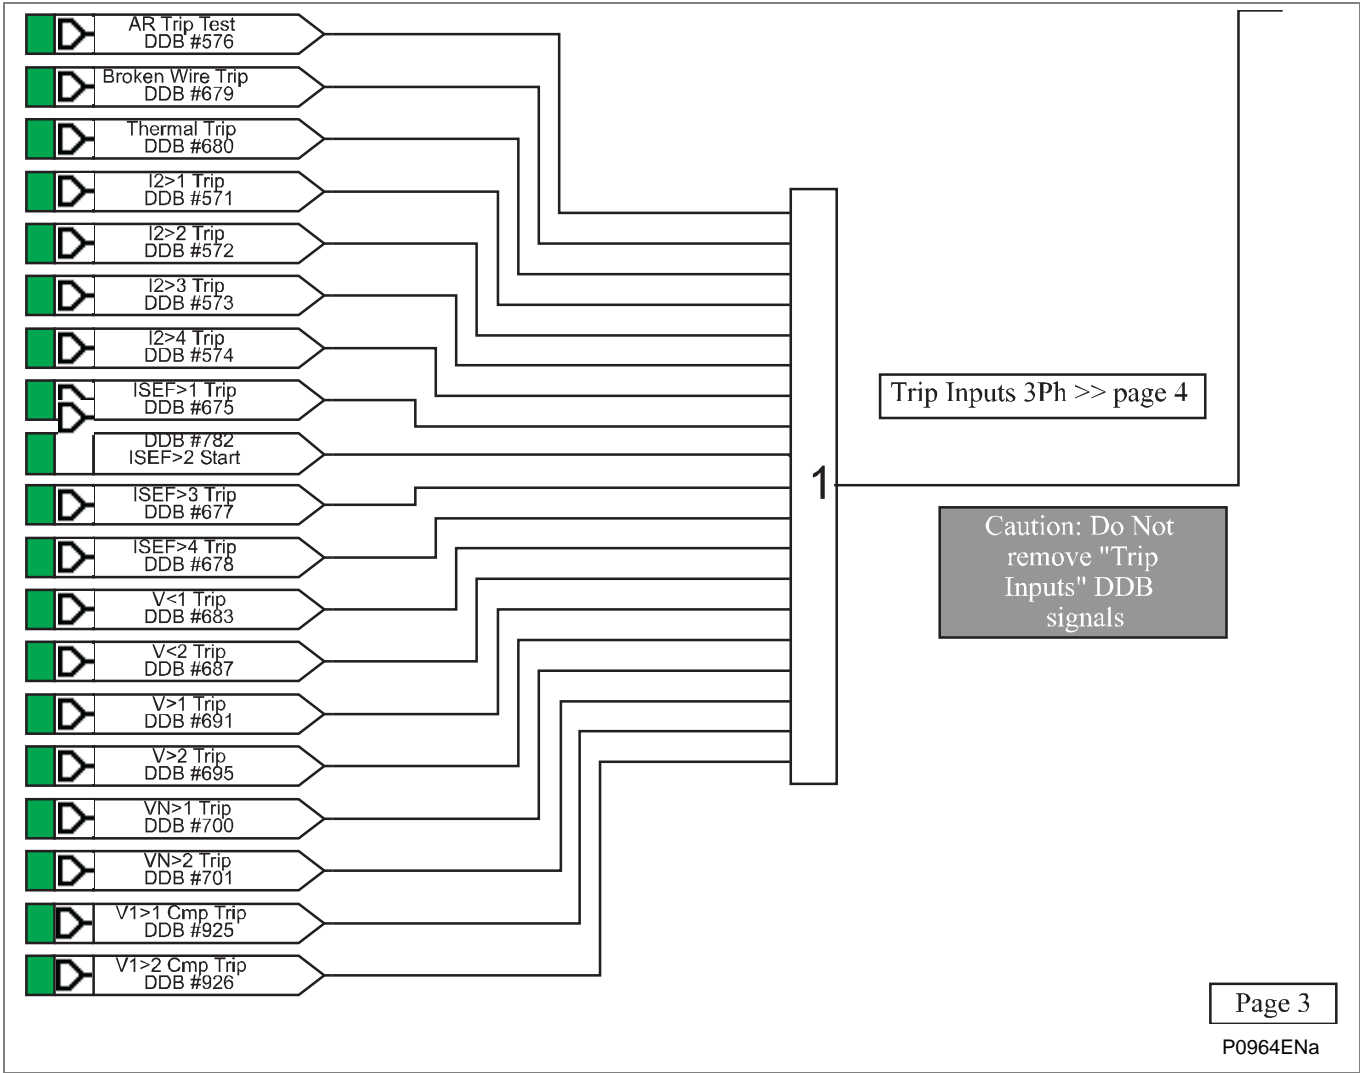 AR Trip Test
DDB #576
Broken Wire Trip
DDB #679
Thermal Trip
DDB #680
I2>1 Trip
DDB #571
I2>2 Trip
DDB #572
I2>3 Trip
DDB #573
I2>4 Trip
DDB #574
ISEF>1 Trip
DDB #675
DDB #782
ISEF>2 Start
ISEF>3 Trip
DDB #677
ISEF>4 Trip
DDB #678
V<1 Trip
DDB #683
V<2 Trip
DDB #687
V>1 Trip
DDB #691
V>2 Trip
DDB #695
VN>1 Trip
DDB #700
VN>2 Trip
DDB #701
V1>1 Cmp Trip
DDB #925
V1>2 Cmp Trip
DDB #926
1
Trip Inputs 3Ph >> page 4
Caution: Do Not
remove "Trip
Inputs" DDB
signals
Page 3
P0964ENa